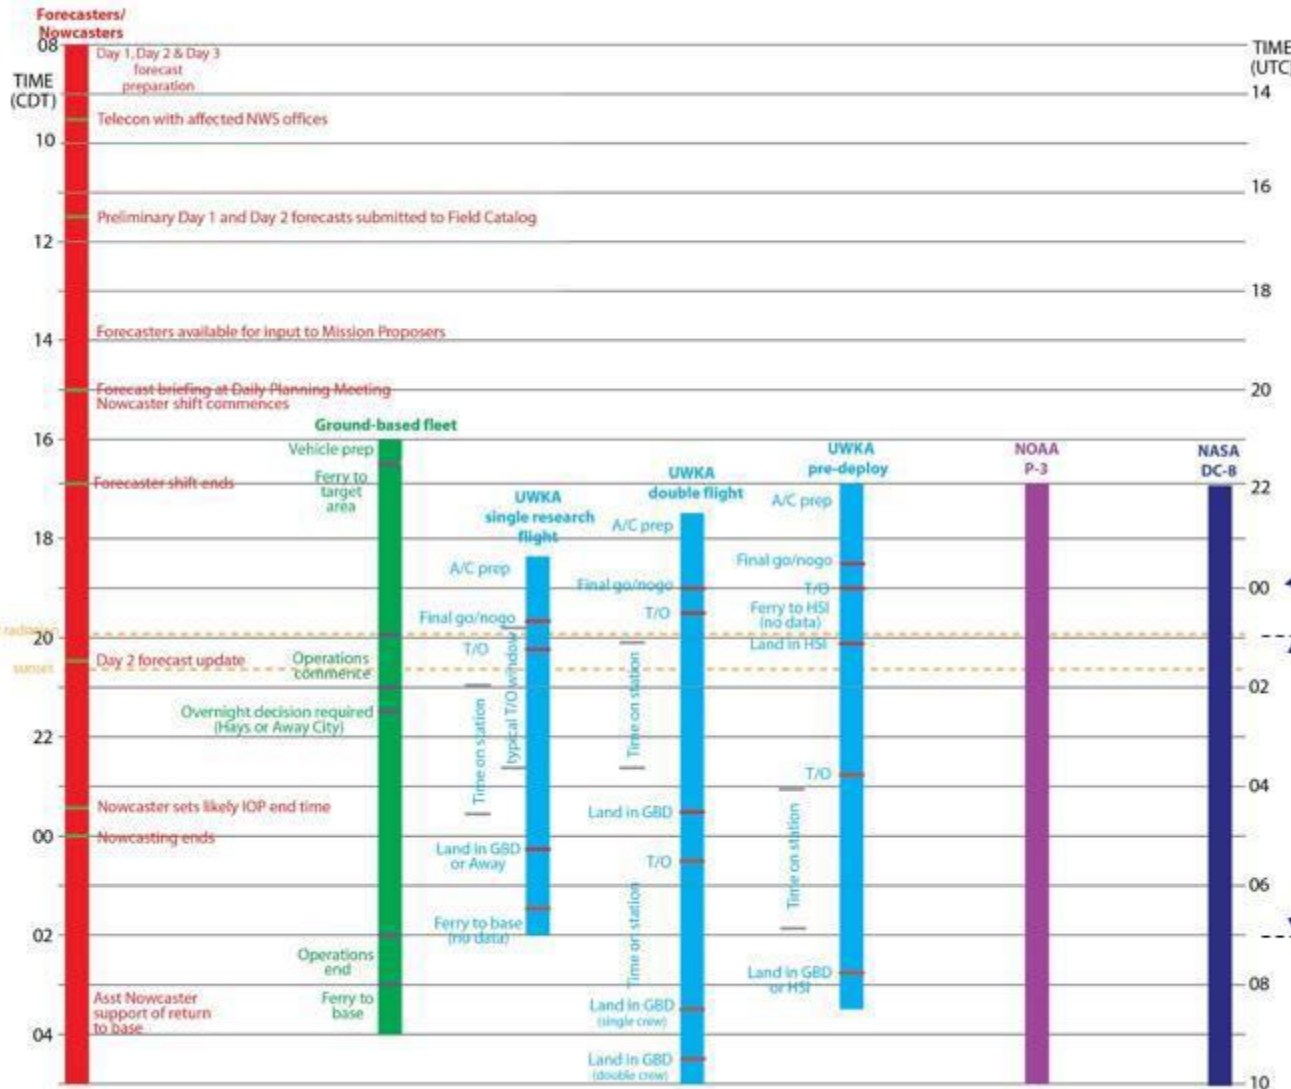 Forecasters/
Nowcasters
TIME
(CDT)
08
10
12
14
16
18
20
22
00
02
04
Day 1, Day 2 & Day 3
forecast
preparation
Telecon with affected NWS offices
Preliminary Day 1 and Day 2 forecasts submitted to Field Catalog
Forecasters available for input to Mission Proposers
Forecast briefing at Daily Planning Meeting
Nowcaster shift commences
Forecaster shift ends
sunset
Day 2 forecast update
Nowcaster sets likely IOP end time
Nowcasting ends
Asst Nowcaster
support of return
to base
Ground-based fleet
Vehicle prep
Ferry to
target
area
Operations
commence
Overnight decision required
(Hays or Away City)
Operations
end
Ferry to
base
UWKA
single research
flight
A/C prep
Final go/nogo
T/O
typical T/O window
Time on station
Land in GBD
or Away
Ferry to base
(no data)
UWKA
double flight
A/C prep
Final go/nogo
T/O
Time on station
Land in GBD
T/O
Time on station
Land in GBD
(single crew)
Land in GBD
(double crew)
UWKA
pre-deploy
A/C prep
Final go/nogo
T/O
Ferry to HSI
(no data)
Land in HSI
T/O
Time on station
Land in GBD
or HSI
NOAA
P-3
NASA
DC-8
TIME
(UTC)
14
16
18
20
22
00
02
04
06
08
10